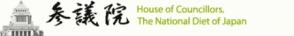 参議院
House of Councillors,
The National Diet of Japan